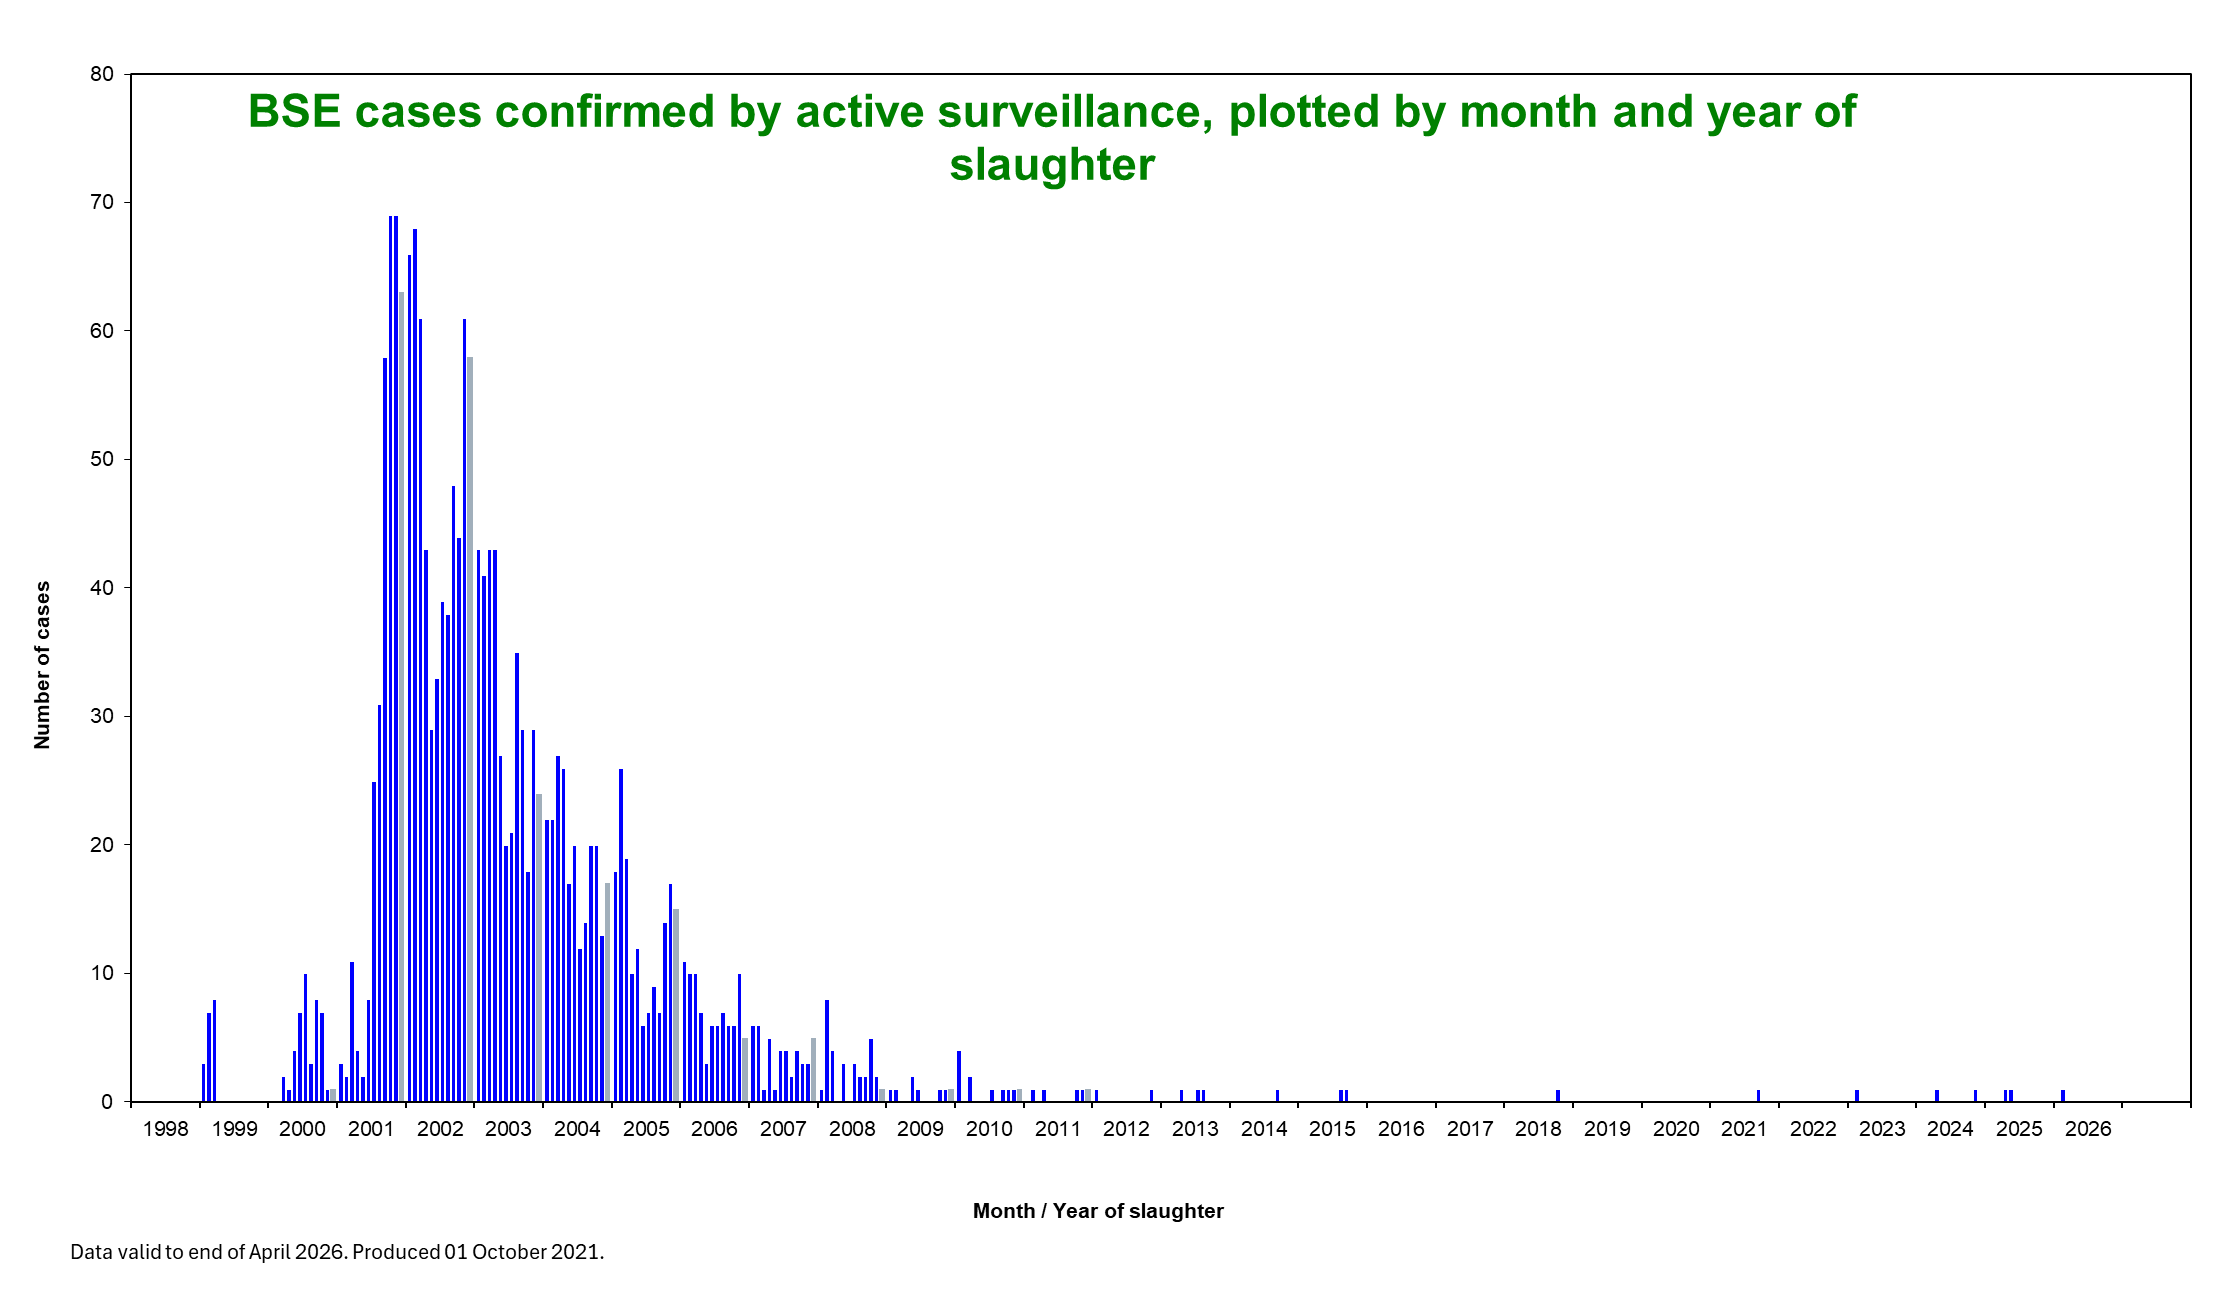 BSE cases confirmed by active surveillance, plotted by month and year of
slaughter
80
70
60
50
40
30
20
10
0
Number of cases
1998 1999 2000 2001 2002 2003 2004 2005 2006 2007 2008 2009 2010 2011 2012 2013 2014 2015 2016 2017 2018 2019 2020 2021 2022 2023 2024 2025 2026
Month / Year of slaughter
Data valid to end of April 2026. Produced 01 October 2021.